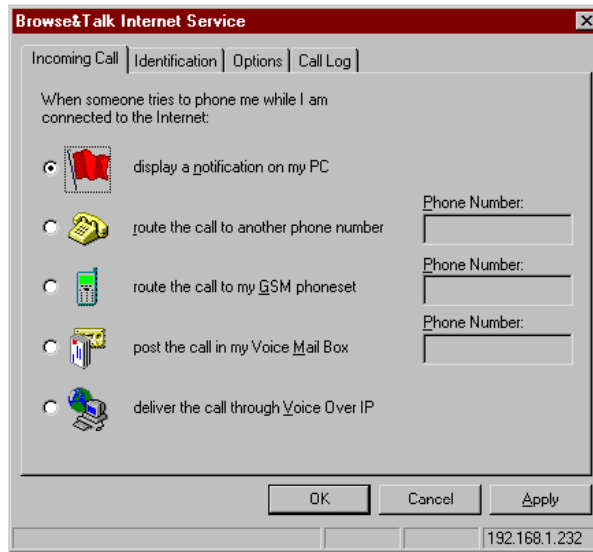 Browse&Talk Internet Service
Incoming Call
Identification
Options
Call Log
When someone tries to phone me while I am
connected to the Internet:
display a notification on my PC
route the call to another phone number
Phone Number:
route the call to my GSM phoneset
Phone Number:
post the call in my Voice Mail Box
Phone Number:
deliver the call through Voice Over IP
OK
Cancel
Apply
192.168.1.232